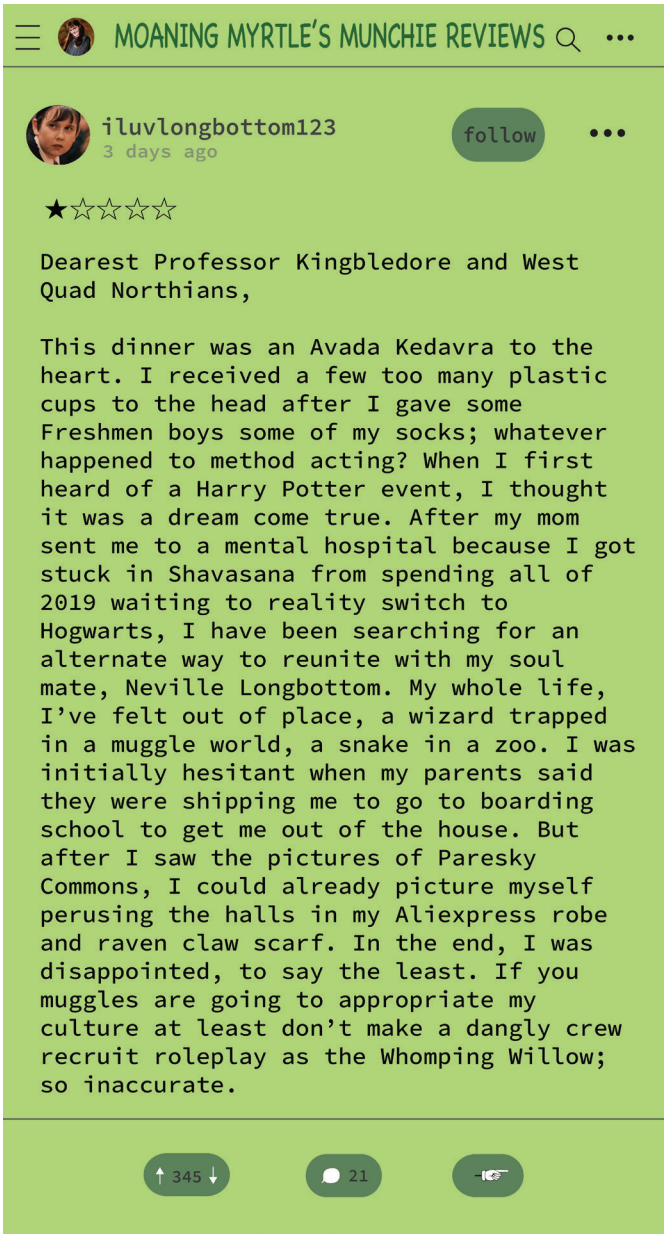 MOANING MYRTLE'S MUNCHIE REVIEWS
iluvlongbottom123
3 days ago
follow
Dearest Professor Kingbledore and West
Quad Northians,
This dinner was an Avada Kedavra to the
heart. I received a few too many plastic
cups to the head after I gave some
Freshmen boys some of my socks; whatever
happened to method acting? When I first
heard of a Harry Potter event, I thought
it was a dream come true. After my mom
sent me to a mental hospital because I got
stuck in Shavasana from spending all of
2019 waiting to reality switch to
Hogwarts, I have been searching for an
alternate way to reunite with my soul
mate, Neville Longbottom. My whole life,
I’ve felt out of place, a wizard trapped
in a muggle world, a snake in a zoo. I was
initially hesitant when my parents said
they were shipping me to go to boarding
school to get me out of the house. But
after I saw the pictures of Paresky
Commons, I could already picture myself
perusing the halls in my Aliexpress robe
and raven claw scarf. In the end, I was
disappointed, to say the least. If you
muggles are going to appropriate my
culture at least don’t make a dangly crew
recruit roleplay as the Whomping Willow;
so inaccurate.
345
21